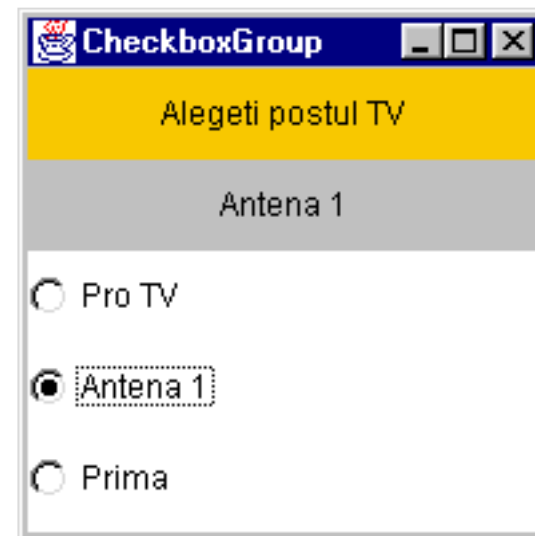 CheckboxGroup
Alegeti postul TV
Antena 1
Pro TV
Antena 1
Prima